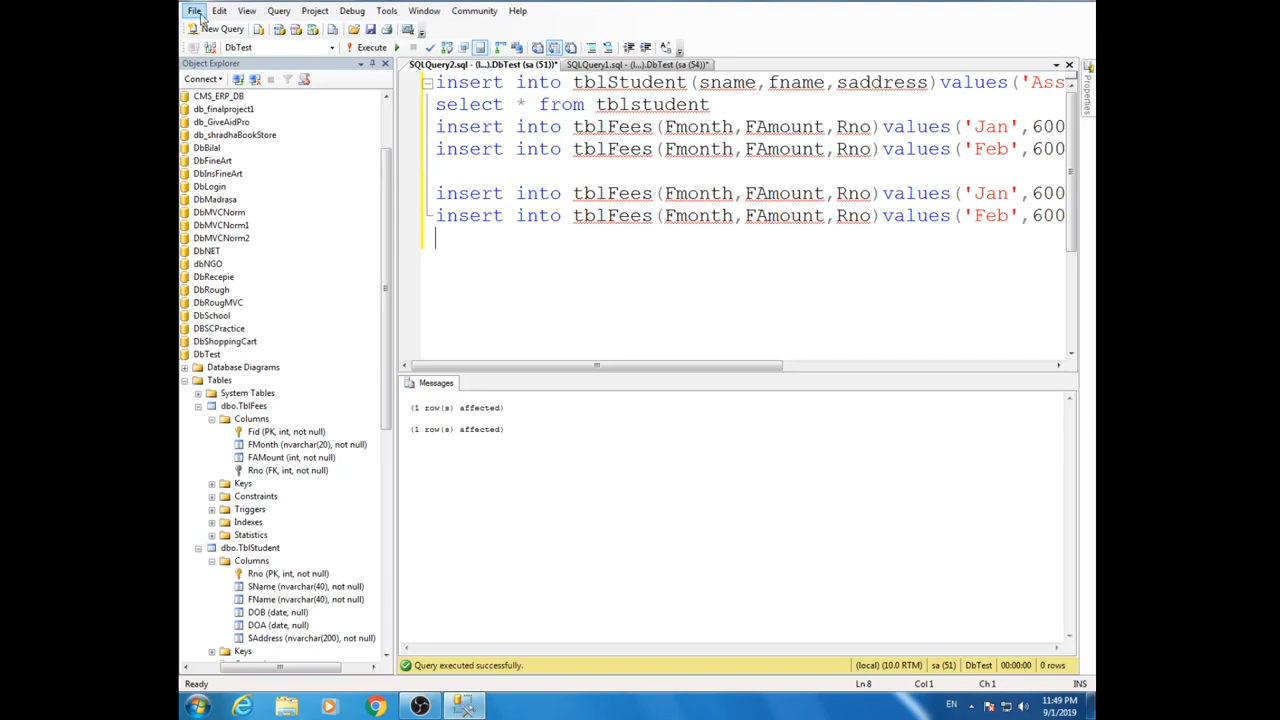 File Edit View Query Project Debug Tools Window Community Help
New Query
DbTest Execute
Object Explorer
Connect
CMS_ERP_DB
db_finalproject1
db_GiveAidPro
db_shradhaBookStore
DbBilal
DbFineArt
DbInsFineArt
DbLogin
DbMadrasa
DbMVCNorm
DbMVCNorm1
DbMVCNorm2
DbNET
dbNGO
DbRecepie
DbRough
DbRougMVC
DbSchool
DBSCPractice
DbShoppingCart
DbTest
Database Diagrams
Tables
System Tables
dbo.TblFees
Columns
Fid (PK, int, not null)
FMonth (nvarchar(20), not null)
FAMount (int, not null)
Rno (FK, int, not null)
Keys
Constraints
Triggers
Indexes
Statistics
dbo.TblStudent
Columns
Rno (PK, int, not null)
SName (nvarchar(40), not null)
FName (nvarchar(40), not null)
DOB (date, null)
DOA (date, null)
SAddress (nvarchar(200), not null)
Keys
SQLQuery2.sql - (l...).DbTest (sa (51))* SQLQuery1.sql - (l...).DbTest (sa (54))*
insert into tblStudent(sname,fname,saddress)values('Ass
select * from tblstudent
insert into tblFees(Fmonth,FAmount,Rno)values('Jan',600
insert into tblFees(Fmonth,FAmount,Rno)values('Feb',600
insert into tblFees(Fmonth,FAmount,Rno)values('Jan',600
insert into tblFees(Fmonth,FAmount,Rno)values('Feb',600
Properties
Messages
(1 row(s) affected)
(1 row(s) affected)
Query executed successfully. (local) (10.0 RTM) sa (51) DbTest 00:00:00 0 rows
Ready Ln 8 Col 1 Ch 1 INS
EN 11:49 PM
9/1/2019